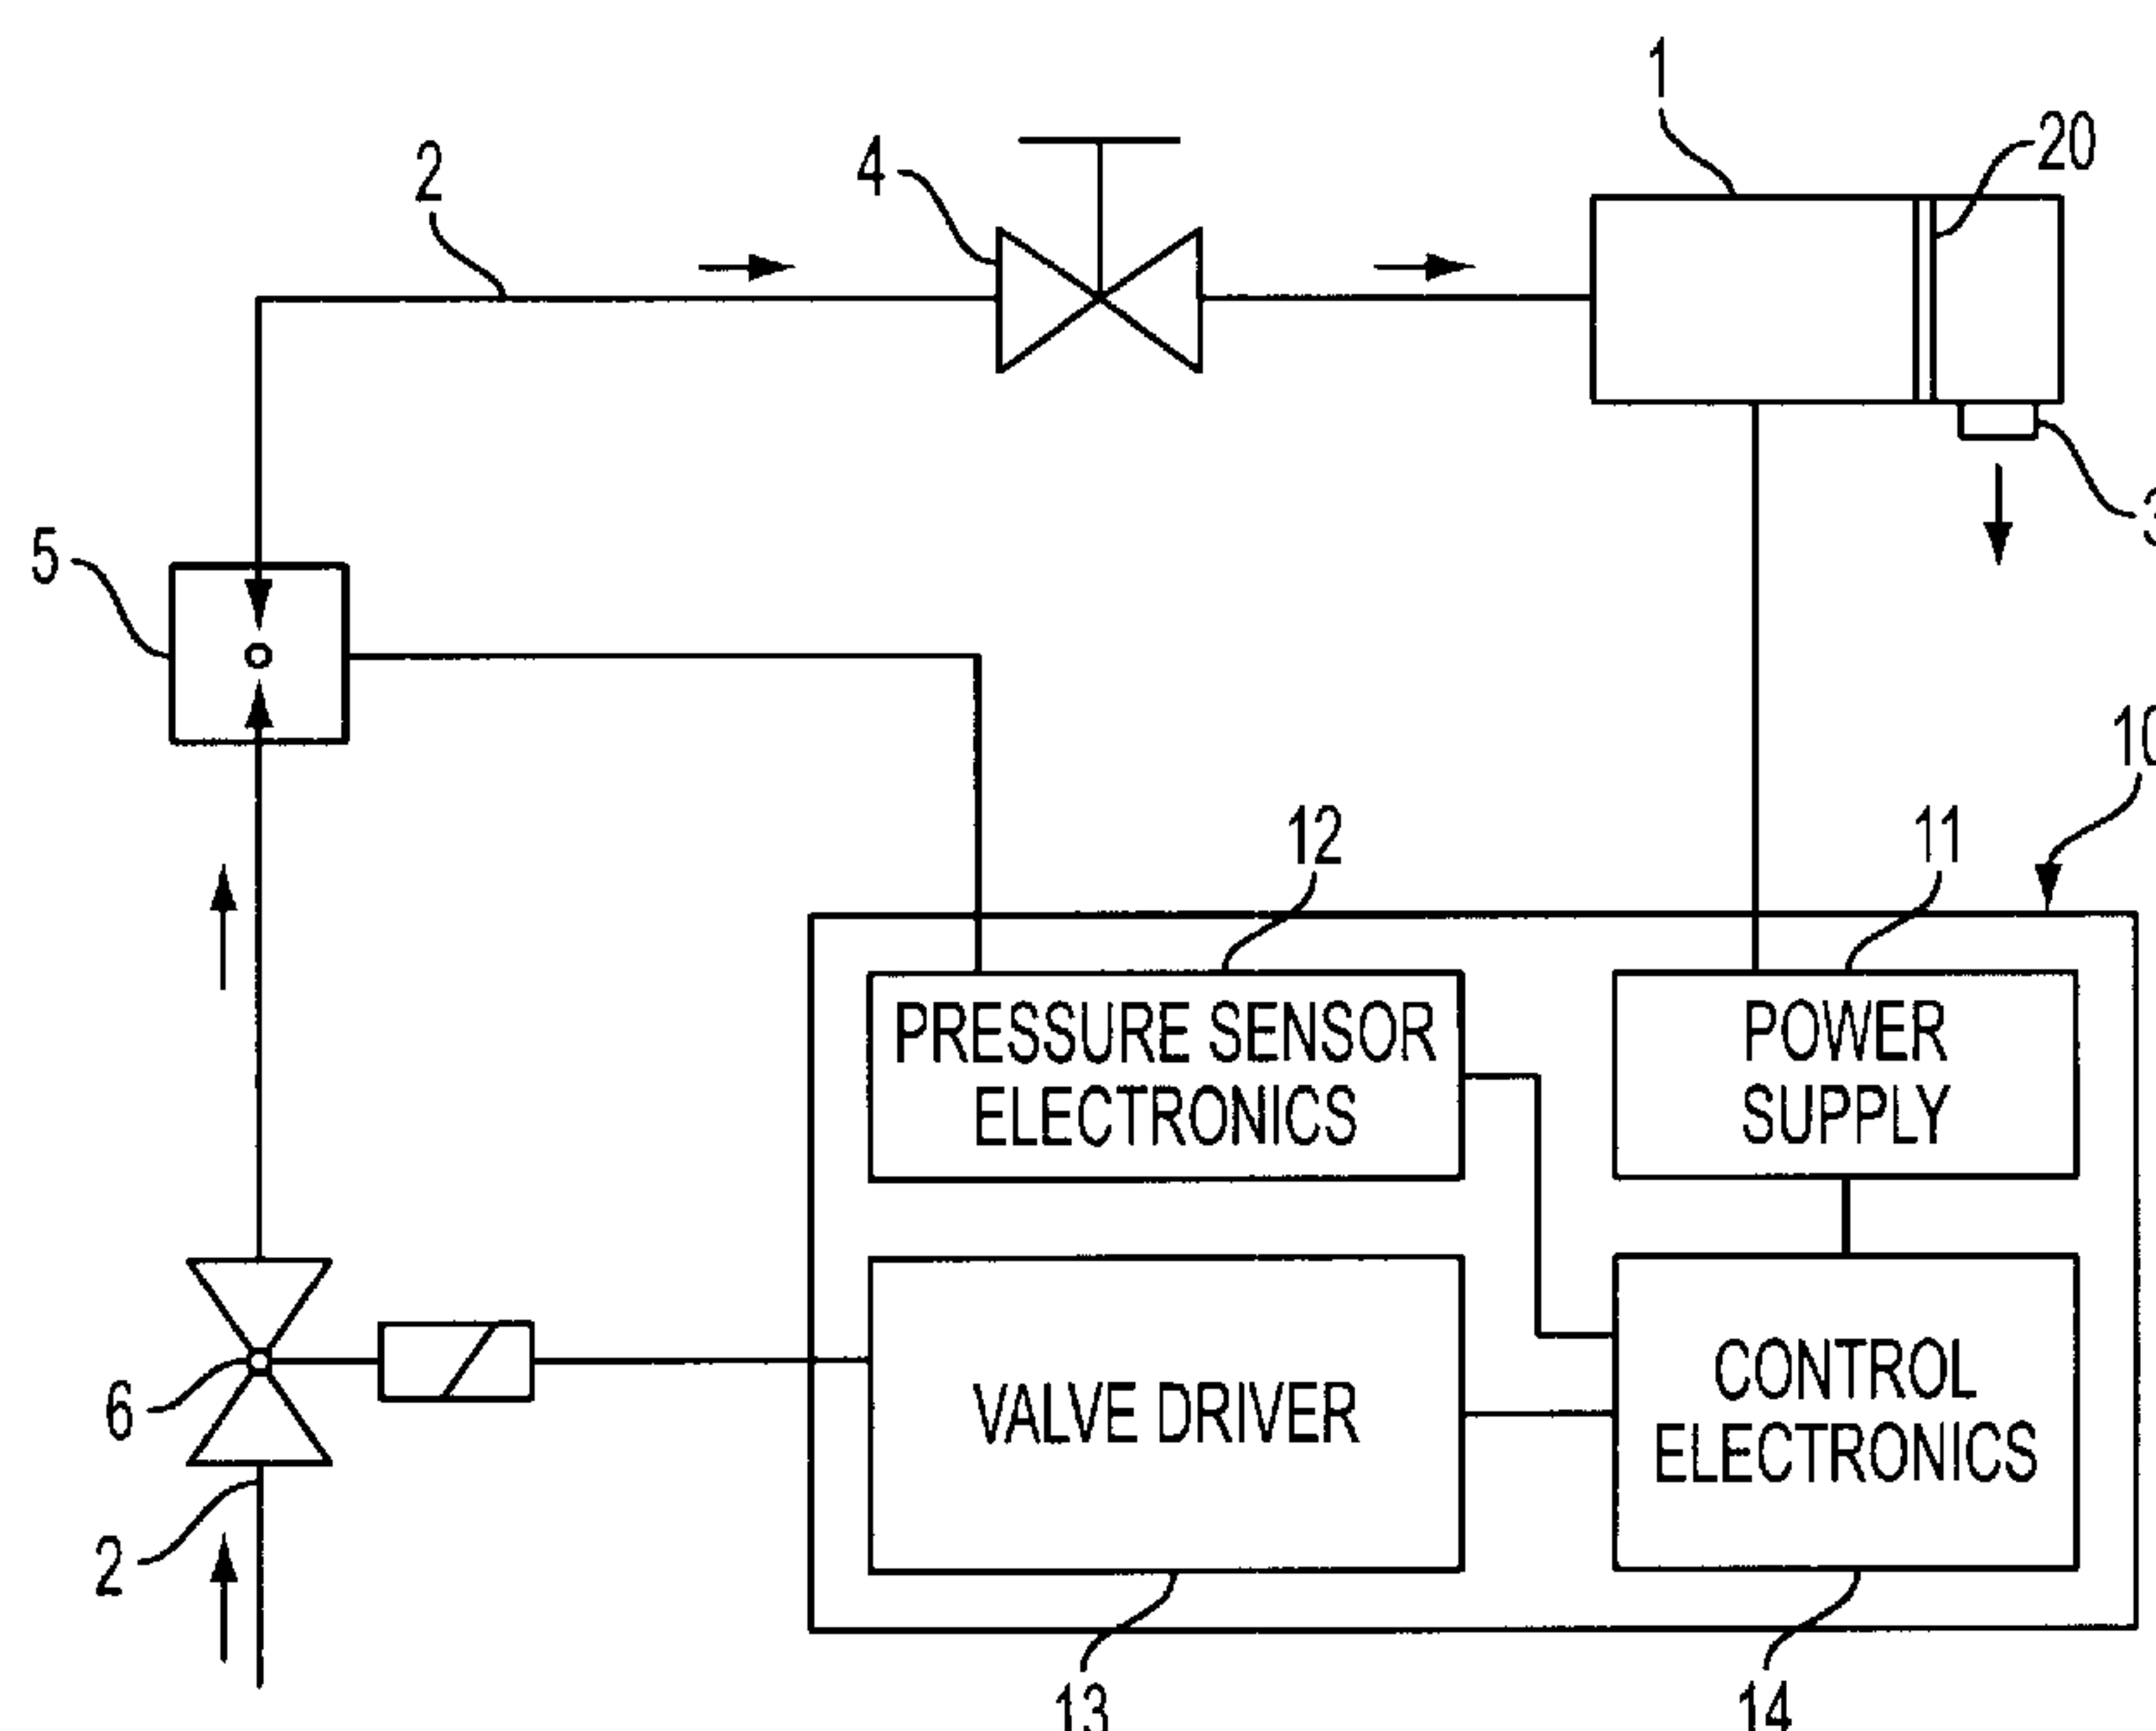 1
20
2
4
3
5
10
12
11
PRESSURE SENSOR
ELECTRONICS
POWER
SUPPLY
6
VALVE DRIVER
CONTROL
ELECTRONICS
2
13
14